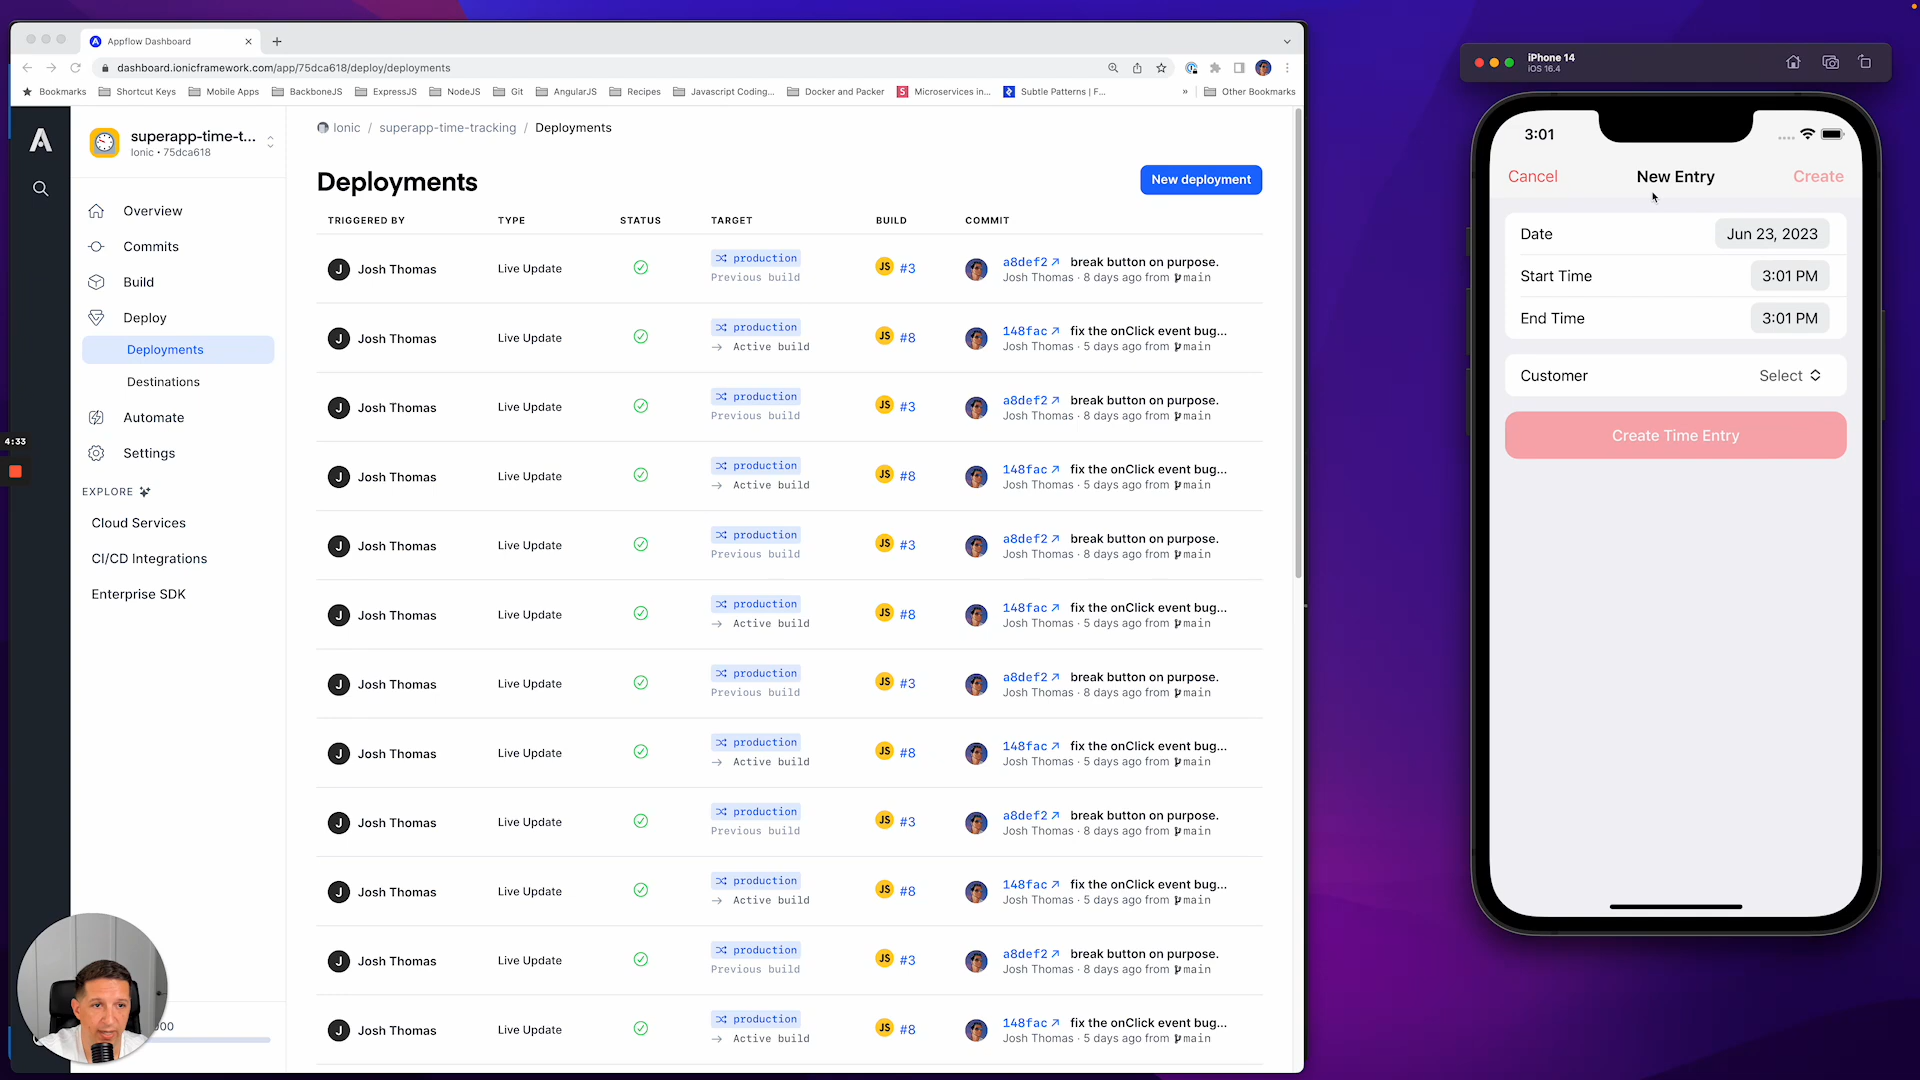 Appflow Dashboard
dashboard.ionicframework.com/app/75dca618/deploy/deployments
Bookmarks
Shortcut Keys
Mobile Apps
BackboneJS
ExpressJS
NodeJS
Git
AngularJS
Recipes
Javascript Coding...
Docker and Packer
Microservices in...
Subtle Patterns | F...
»
Other Bookmarks
superapp-time-t...
Ionic • 75dca618
Overview
Commits
Build
Deploy
Deployments
Destinations
Automate
Settings
EXPLORE
Cloud Services
CI/CD Integrations
Enterprise SDK
4:33
Ionic / superapp-time-tracking / Deployments
Deployments
New deployment
TRIGGERED BY TYPE STATUS TARGET BUILD COMMIT
J Josh Thomas Live Update production JS #3 a8def2 break button on purpose.
Previous build Josh Thomas · 8 days ago from main
J Josh Thomas Live Update production JS #8 148fac fix the onClick event bug...
Active build Josh Thomas · 5 days ago from main
J Josh Thomas Live Update production JS #3 a8def2 break button on purpose.
Previous build Josh Thomas · 8 days ago from main
J Josh Thomas Live Update production JS #8 148fac fix the onClick event bug...
Active build Josh Thomas · 5 days ago from main
J Josh Thomas Live Update production JS #3 a8def2 break button on purpose.
Previous build Josh Thomas · 8 days ago from main
J Josh Thomas Live Update production JS #8 148fac fix the onClick event bug...
Active build Josh Thomas · 5 days ago from main
J Josh Thomas Live Update production JS #3 a8def2 break button on purpose.
Previous build Josh Thomas · 8 days ago from main
J Josh Thomas Live Update production JS #8 148fac fix the onClick event bug...
Active build Josh Thomas · 5 days ago from main
J Josh Thomas Live Update production JS #3 a8def2 break button on purpose.
Previous build Josh Thomas · 8 days ago from main
J Josh Thomas Live Update production JS #8 148fac fix the onClick event bug...
Active build Josh Thomas · 5 days ago from main
J Josh Thomas Live Update production JS #3 a8def2 break button on purpose.
Previous build Josh Thomas · 8 days ago from main
J Josh Thomas Live Update production JS #8 148fac fix the onClick event bug...
Active build Josh Thomas · 5 days ago from main
iPhone 14
iOS 16.4
3:01
Cancel New Entry Create
Date Jun 23, 2023
Start Time 3:01 PM
End Time 3:01 PM
Customer Select
Create Time Entry